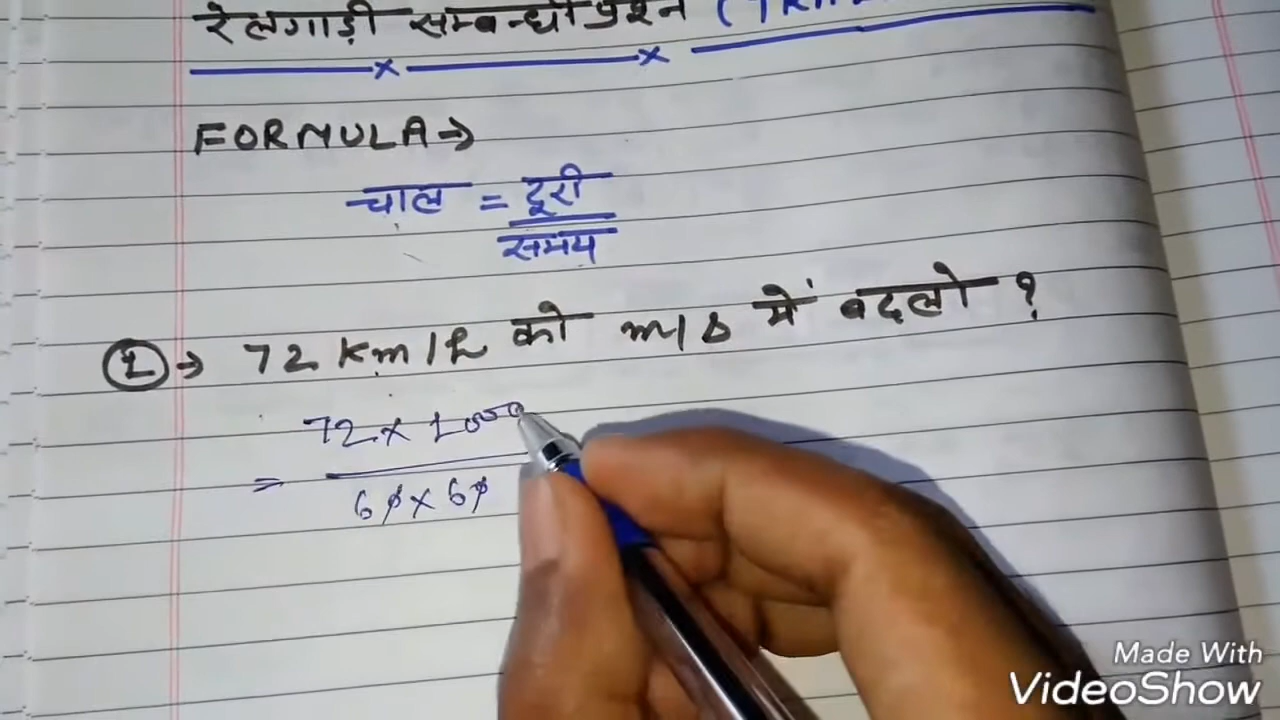 रेलगाड़ी सम्बन्धी प्रश्न
FORMULA →
चाल = दूरी
समय
1 → 72 km/h को m/s में बदलो ?
= 72 x 1000
60 x 60
Made With
VideoShow